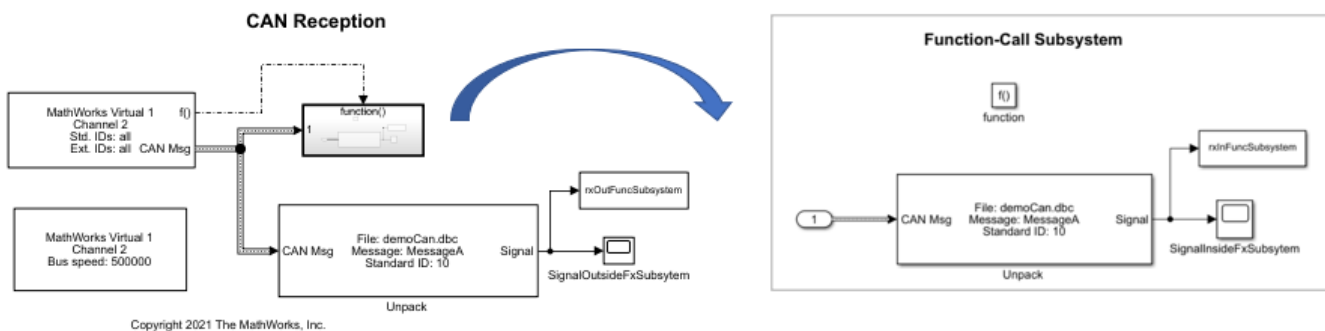 CAN Reception
MathWorks Virtual 1
Channel 2
Std. IDs: all
Ext. IDs: all
f()
CAN Msg
function()
1
MathWorks Virtual 1
Channel 2
Bus speed: 500000
CAN Msg
File: demoCan.dbc
Message: MessageA
Standard ID: 10
Signal
Unpack
rxOutFuncSubsystem
SignalOutsideFxSubsytem
Copyright 2021 The MathWorks, Inc.
Function-Call Subsystem
f()
function
1
CAN Msg
File: demoCan.dbc
Message: MessageA
Standard ID: 10
Signal
Unpack
rxInFuncSubsystem
SignalInsideFxSubsytem